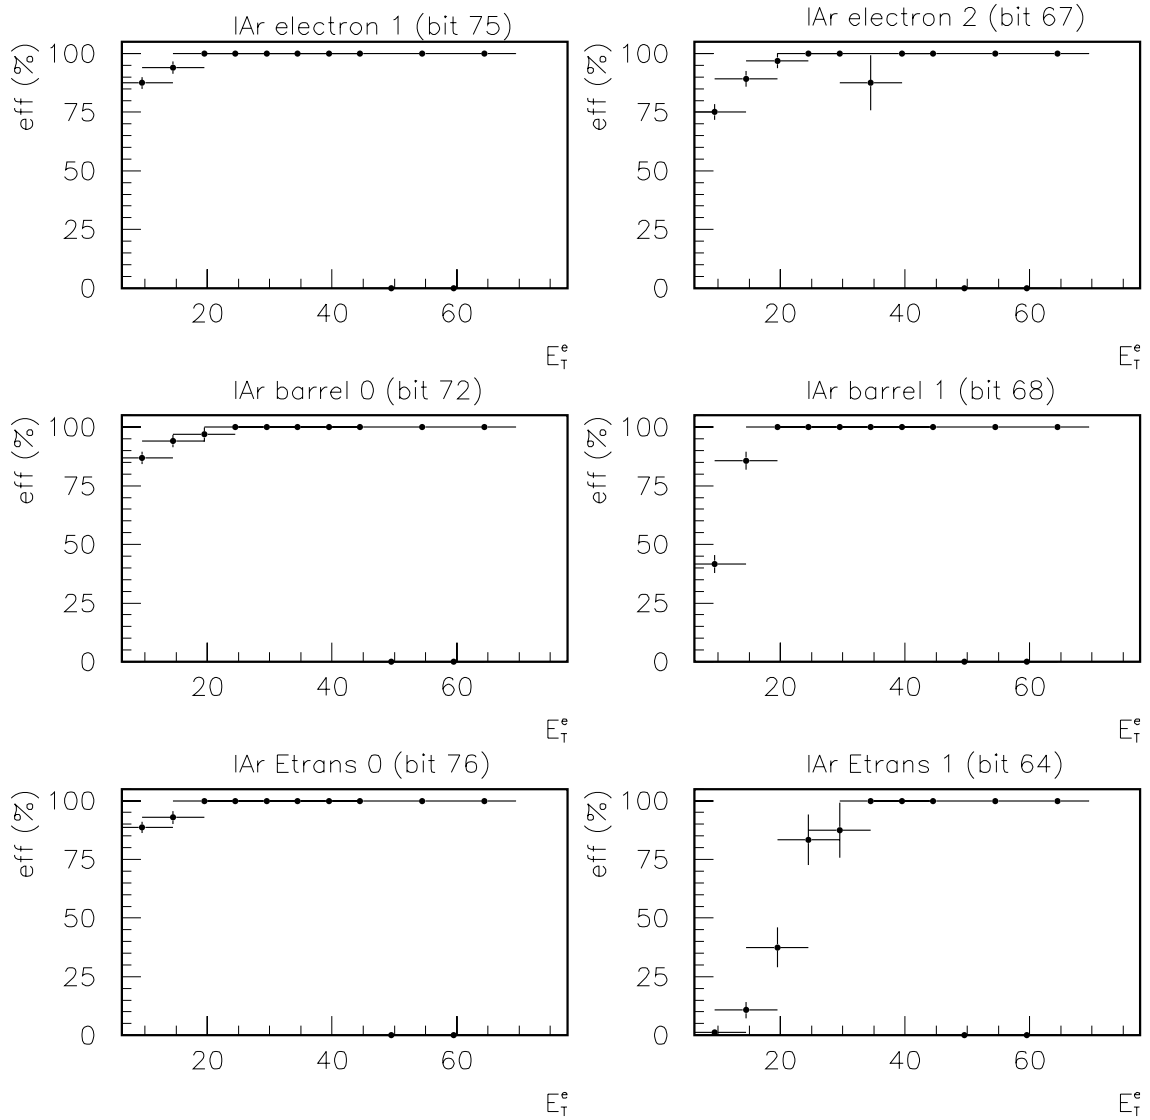 lAr electron 1 (bit 75)
eff (%)
100
75
50
25
0
20 40 60
E_T^e
lAr electron 2 (bit 67)
eff (%)
100
75
50
25
0
20 40 60
E_T^e
lAr barrel 0 (bit 72)
eff (%)
100
75
50
25
0
20 40 60
E_T^e
lAr barrel 1 (bit 68)
eff (%)
100
75
50
25
0
20 40 60
E_T^e
lAr Etrans 0 (bit 76)
eff (%)
100
75
50
25
0
20 40 60
E_T^e
lAr Etrans 1 (bit 64)
eff (%)
100
75
50
25
0
20 40 60
E_T^e